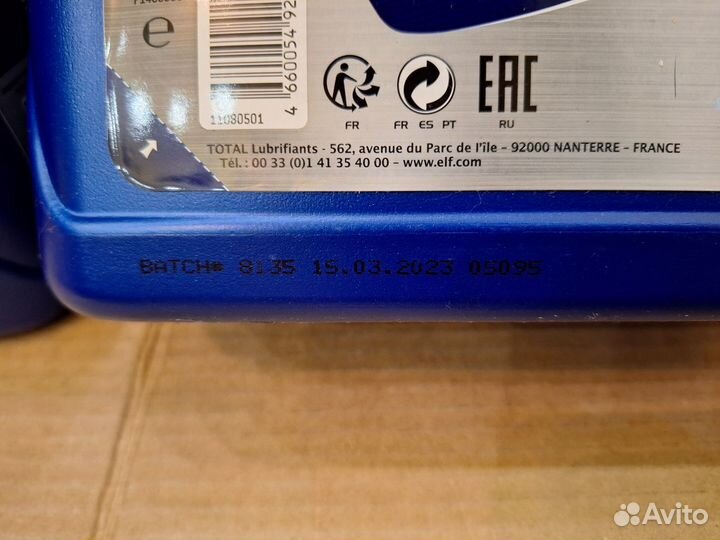 4 660054 92
11080501
FR
FR ES PT
EAC
RU
TOTAL Lubrifiants - 562, avenue du Parc de l'île - 92000 NANTERRE - FRANCE
Tél.: 00 33 (0)1 41 35 40 00 - www.elf.com
BATCH# 8135 15.03.2023 05095
Avito